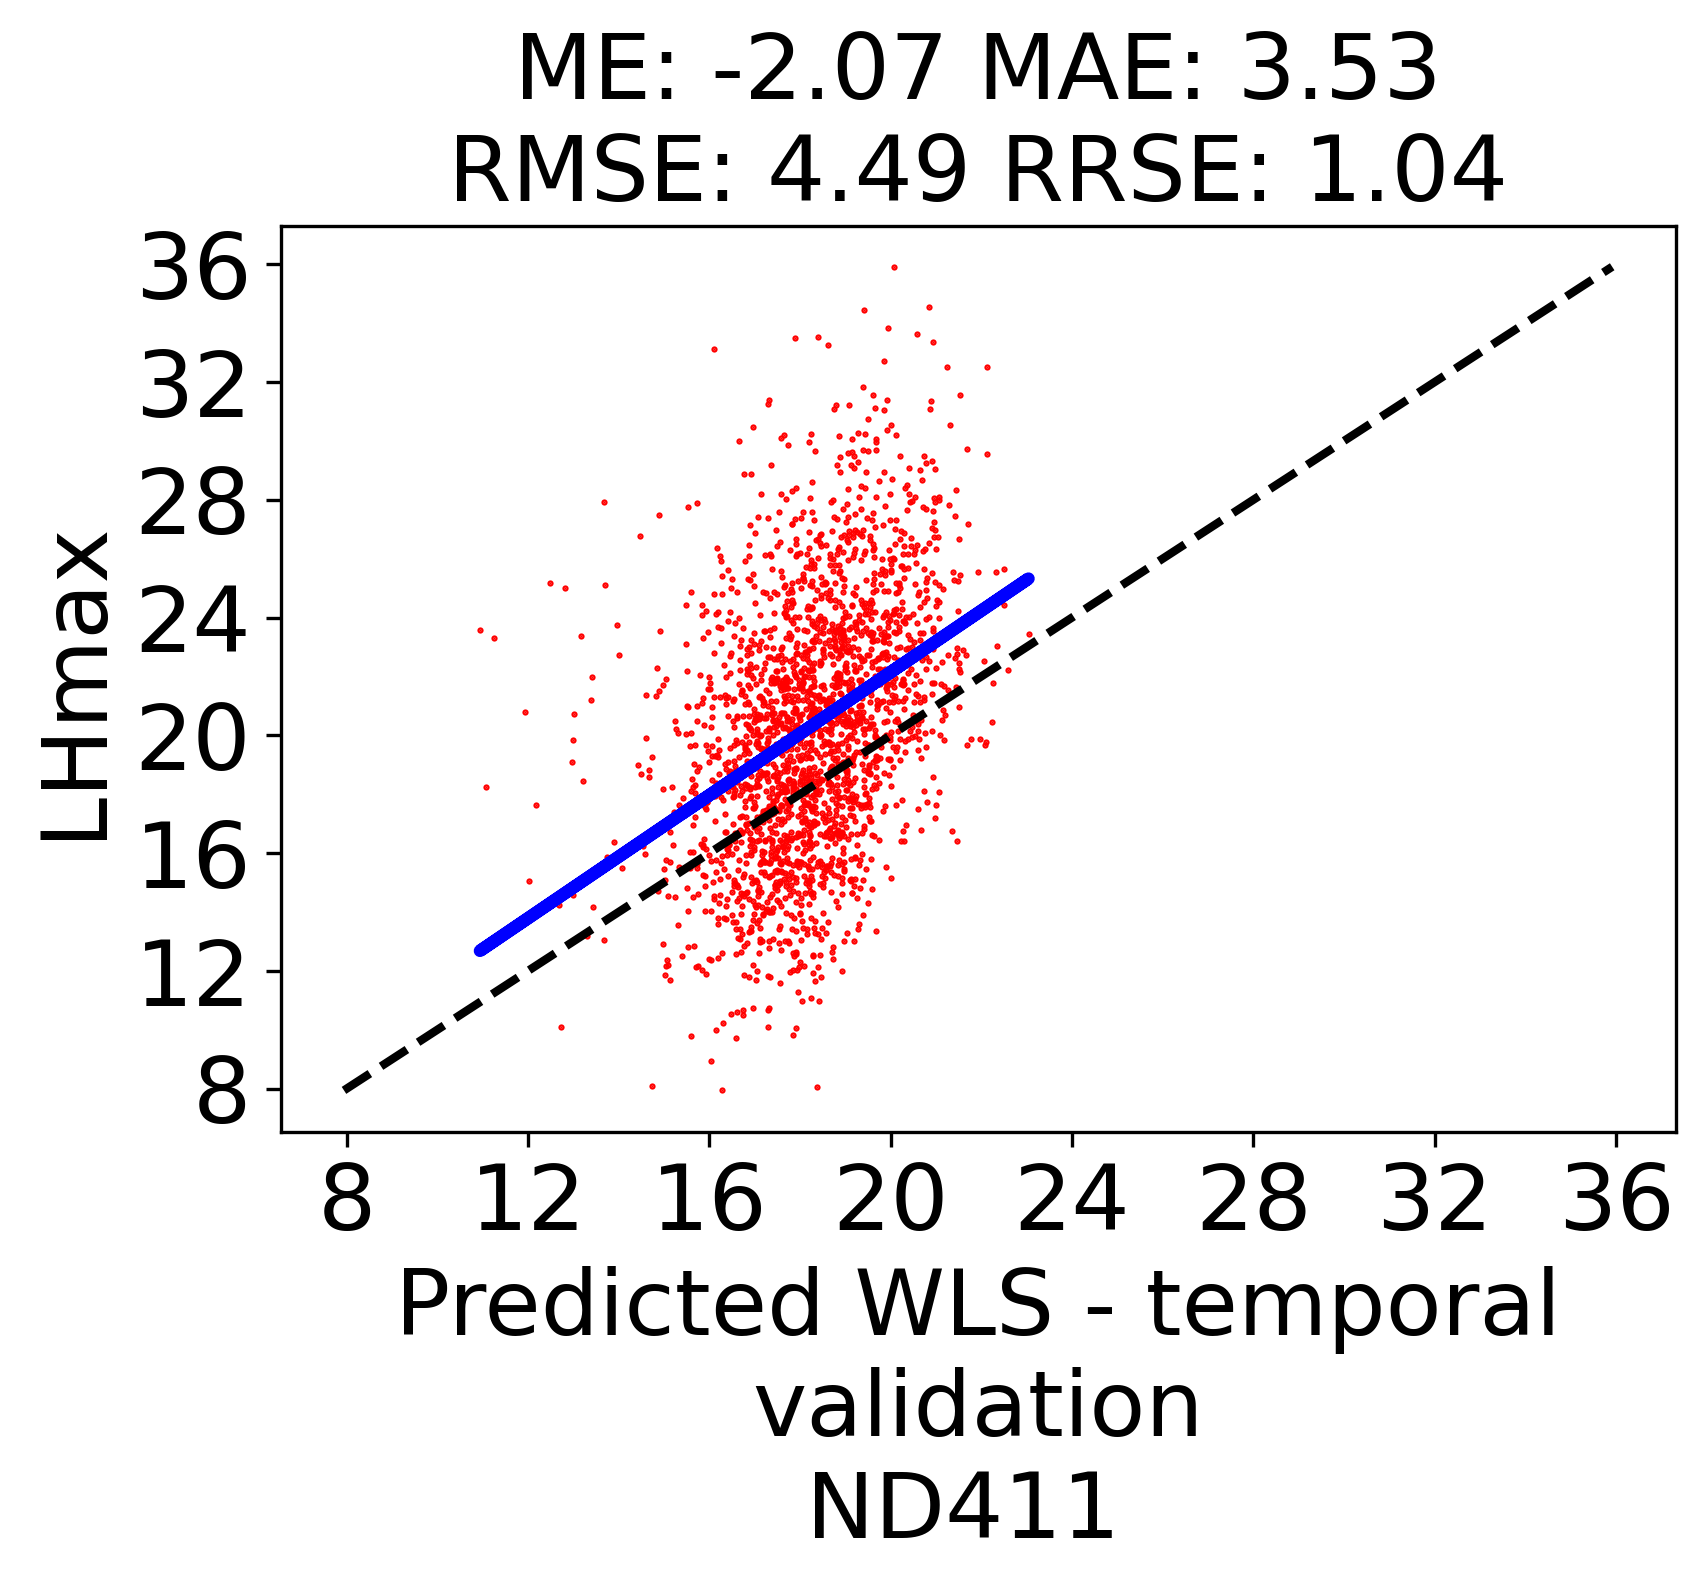 ME: -2.07 MAE: 3.53
RMSE: 4.49 RRSE: 1.04
36
32
28
24
20
16
12
8
LHmax
8 12 16 20 24 28 32 36
Predicted WLS - temporal
validation
ND411